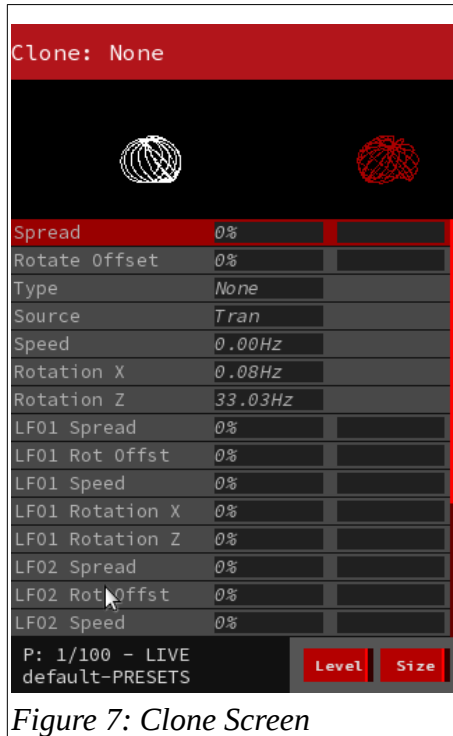 Clone: None
Spread 0%
Rotate Offset 0%
Type None
Source Tran
Speed 0.00Hz
Rotation X 0.08Hz
Rotation Z 33.03Hz
LFO1 Spread 0%
LFO1 Rot Offst 0%
LFO1 Speed 0%
LFO1 Rotation X 0%
LFO1 Rotation Z 0%
LFO2 Spread 0%
LFO2 Rot Offst 0%
LFO2 Speed 0%
P: 1/100 - LIVE
default-PRESETS
Level Size
Figure 7: Clone Screen